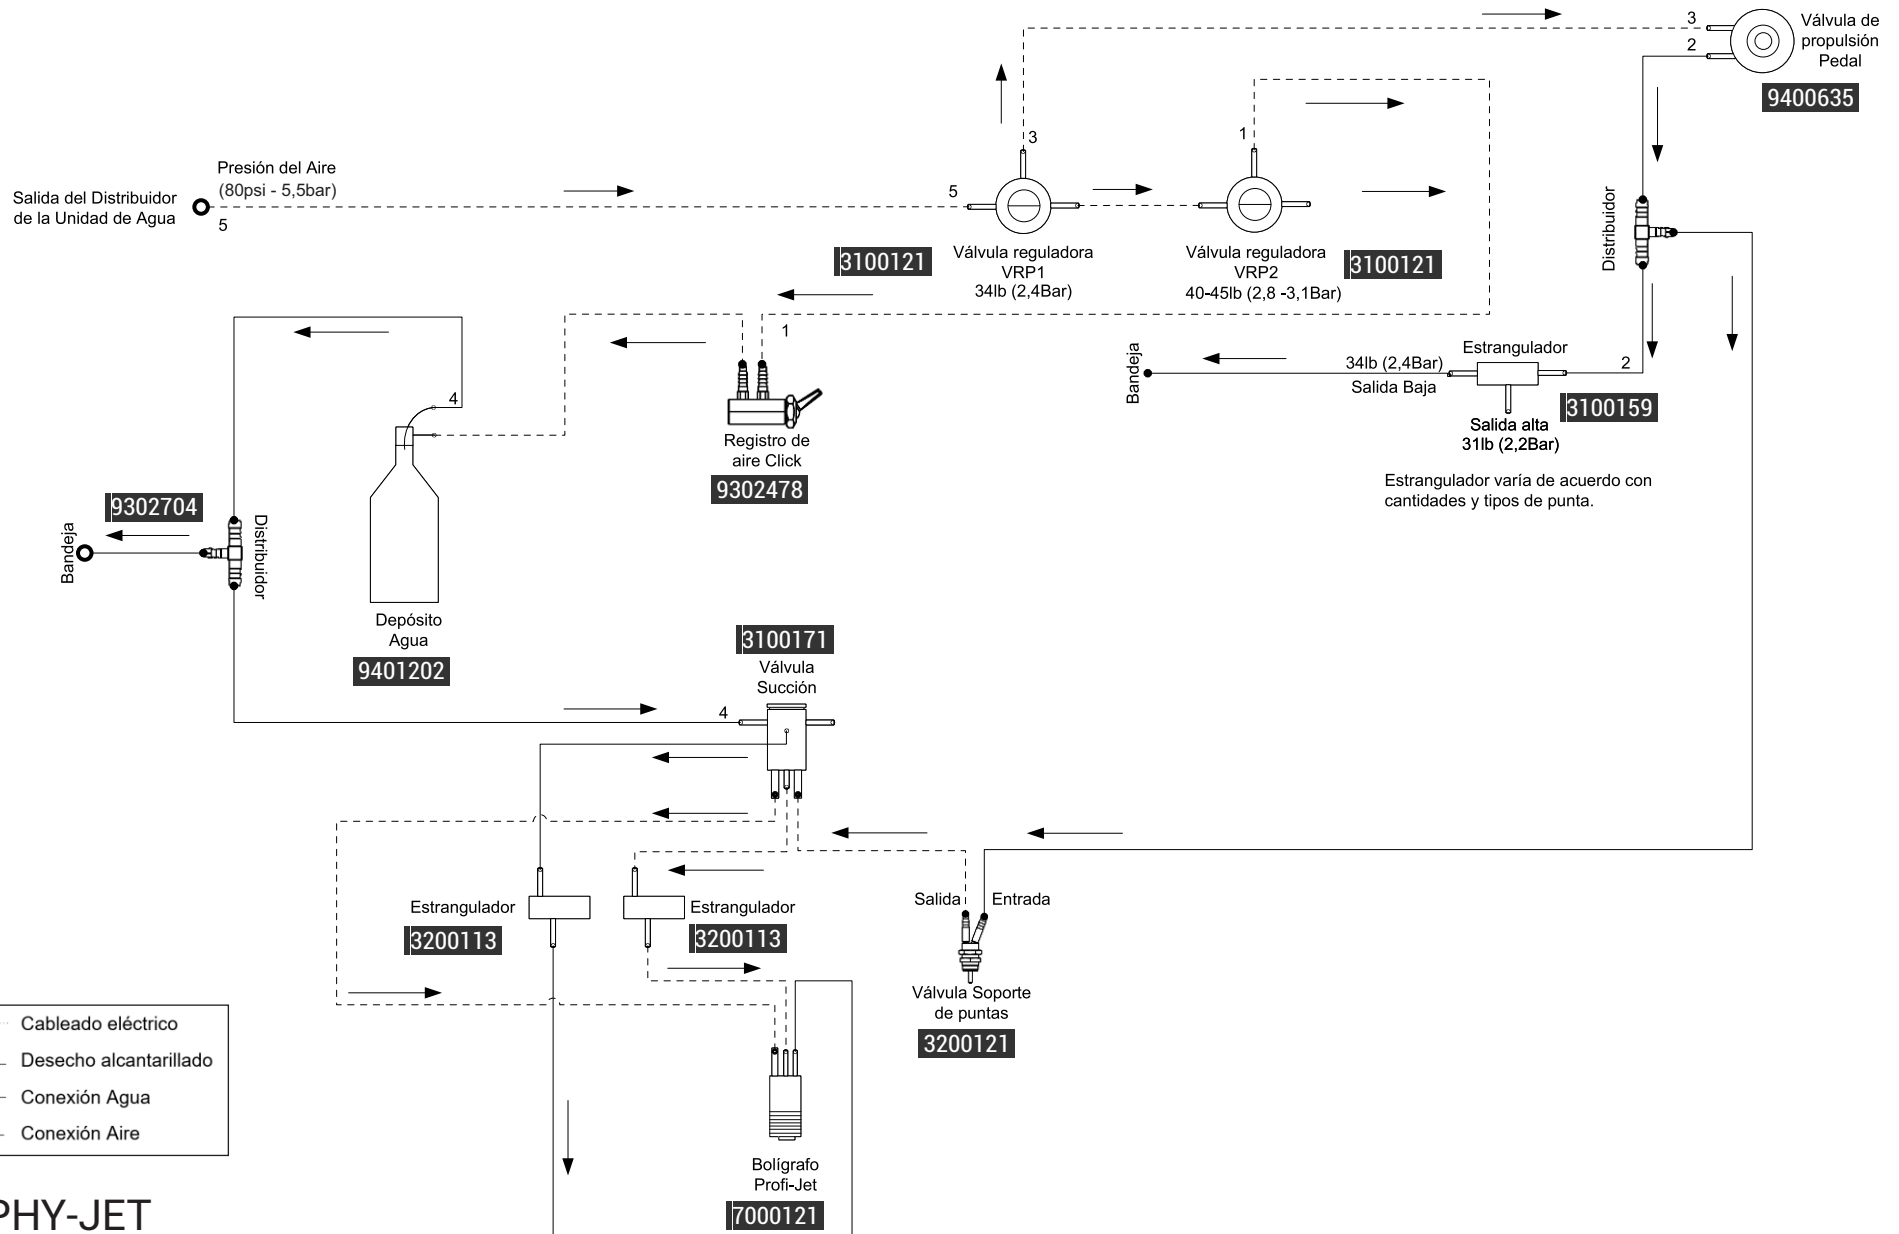 3
2
Válvula de
propulsión
Pedal
9400635
Presión del Aire
(80psi - 5,5bar)
Salida del Distribuidor
de la Unidad de Agua
5
5
3
1
3100121
Válvula reguladora
VRP1
34lb (2,4Bar)
Válvula reguladora
VRP2
40-45lb (2,8 -3,1Bar)
3100121
Distribuidor
1
Bandeja
34lb (2,4Bar)
Salida Baja
Estrangulador
2
3100159
Salida alta
31lb (2,2Bar)
Estrangulador varía de acuerdo con
cantidades y tipos de punta.
4
Registro de
aire Click
9302478
9302704
Bandeja
Distribuidor
Depósito
Agua
9401202
3100171
Válvula
Succión
4
Estrangulador
3200113
Estrangulador
3200113
Salida
Entrada
Válvula Soporte
de puntas
3200121
Cableado eléctrico
Desecho alcantarillado
Conexión Agua
Conexión Aire
Bolígrafo
Profi-Jet
7000121
PHY-JET